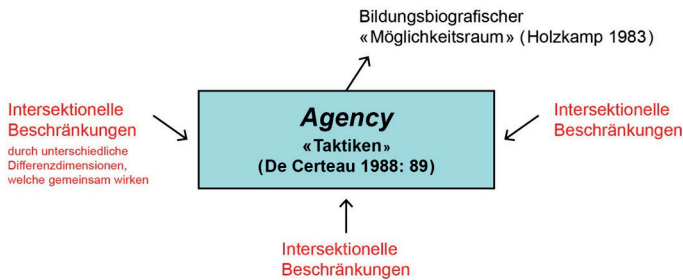 Bildungsbiografischer
«Möglichkeitsraum» (Holzkamp 1983)
Intersektionelle
Beschränkungen
durch unterschiedliche
Differenzdimensionen,
welche gemeinsam wirken
Agency
«Taktiken»
(De Certeau 1988: 89)
Intersektionelle
Beschränkungen
Intersektionelle
Beschränkungen